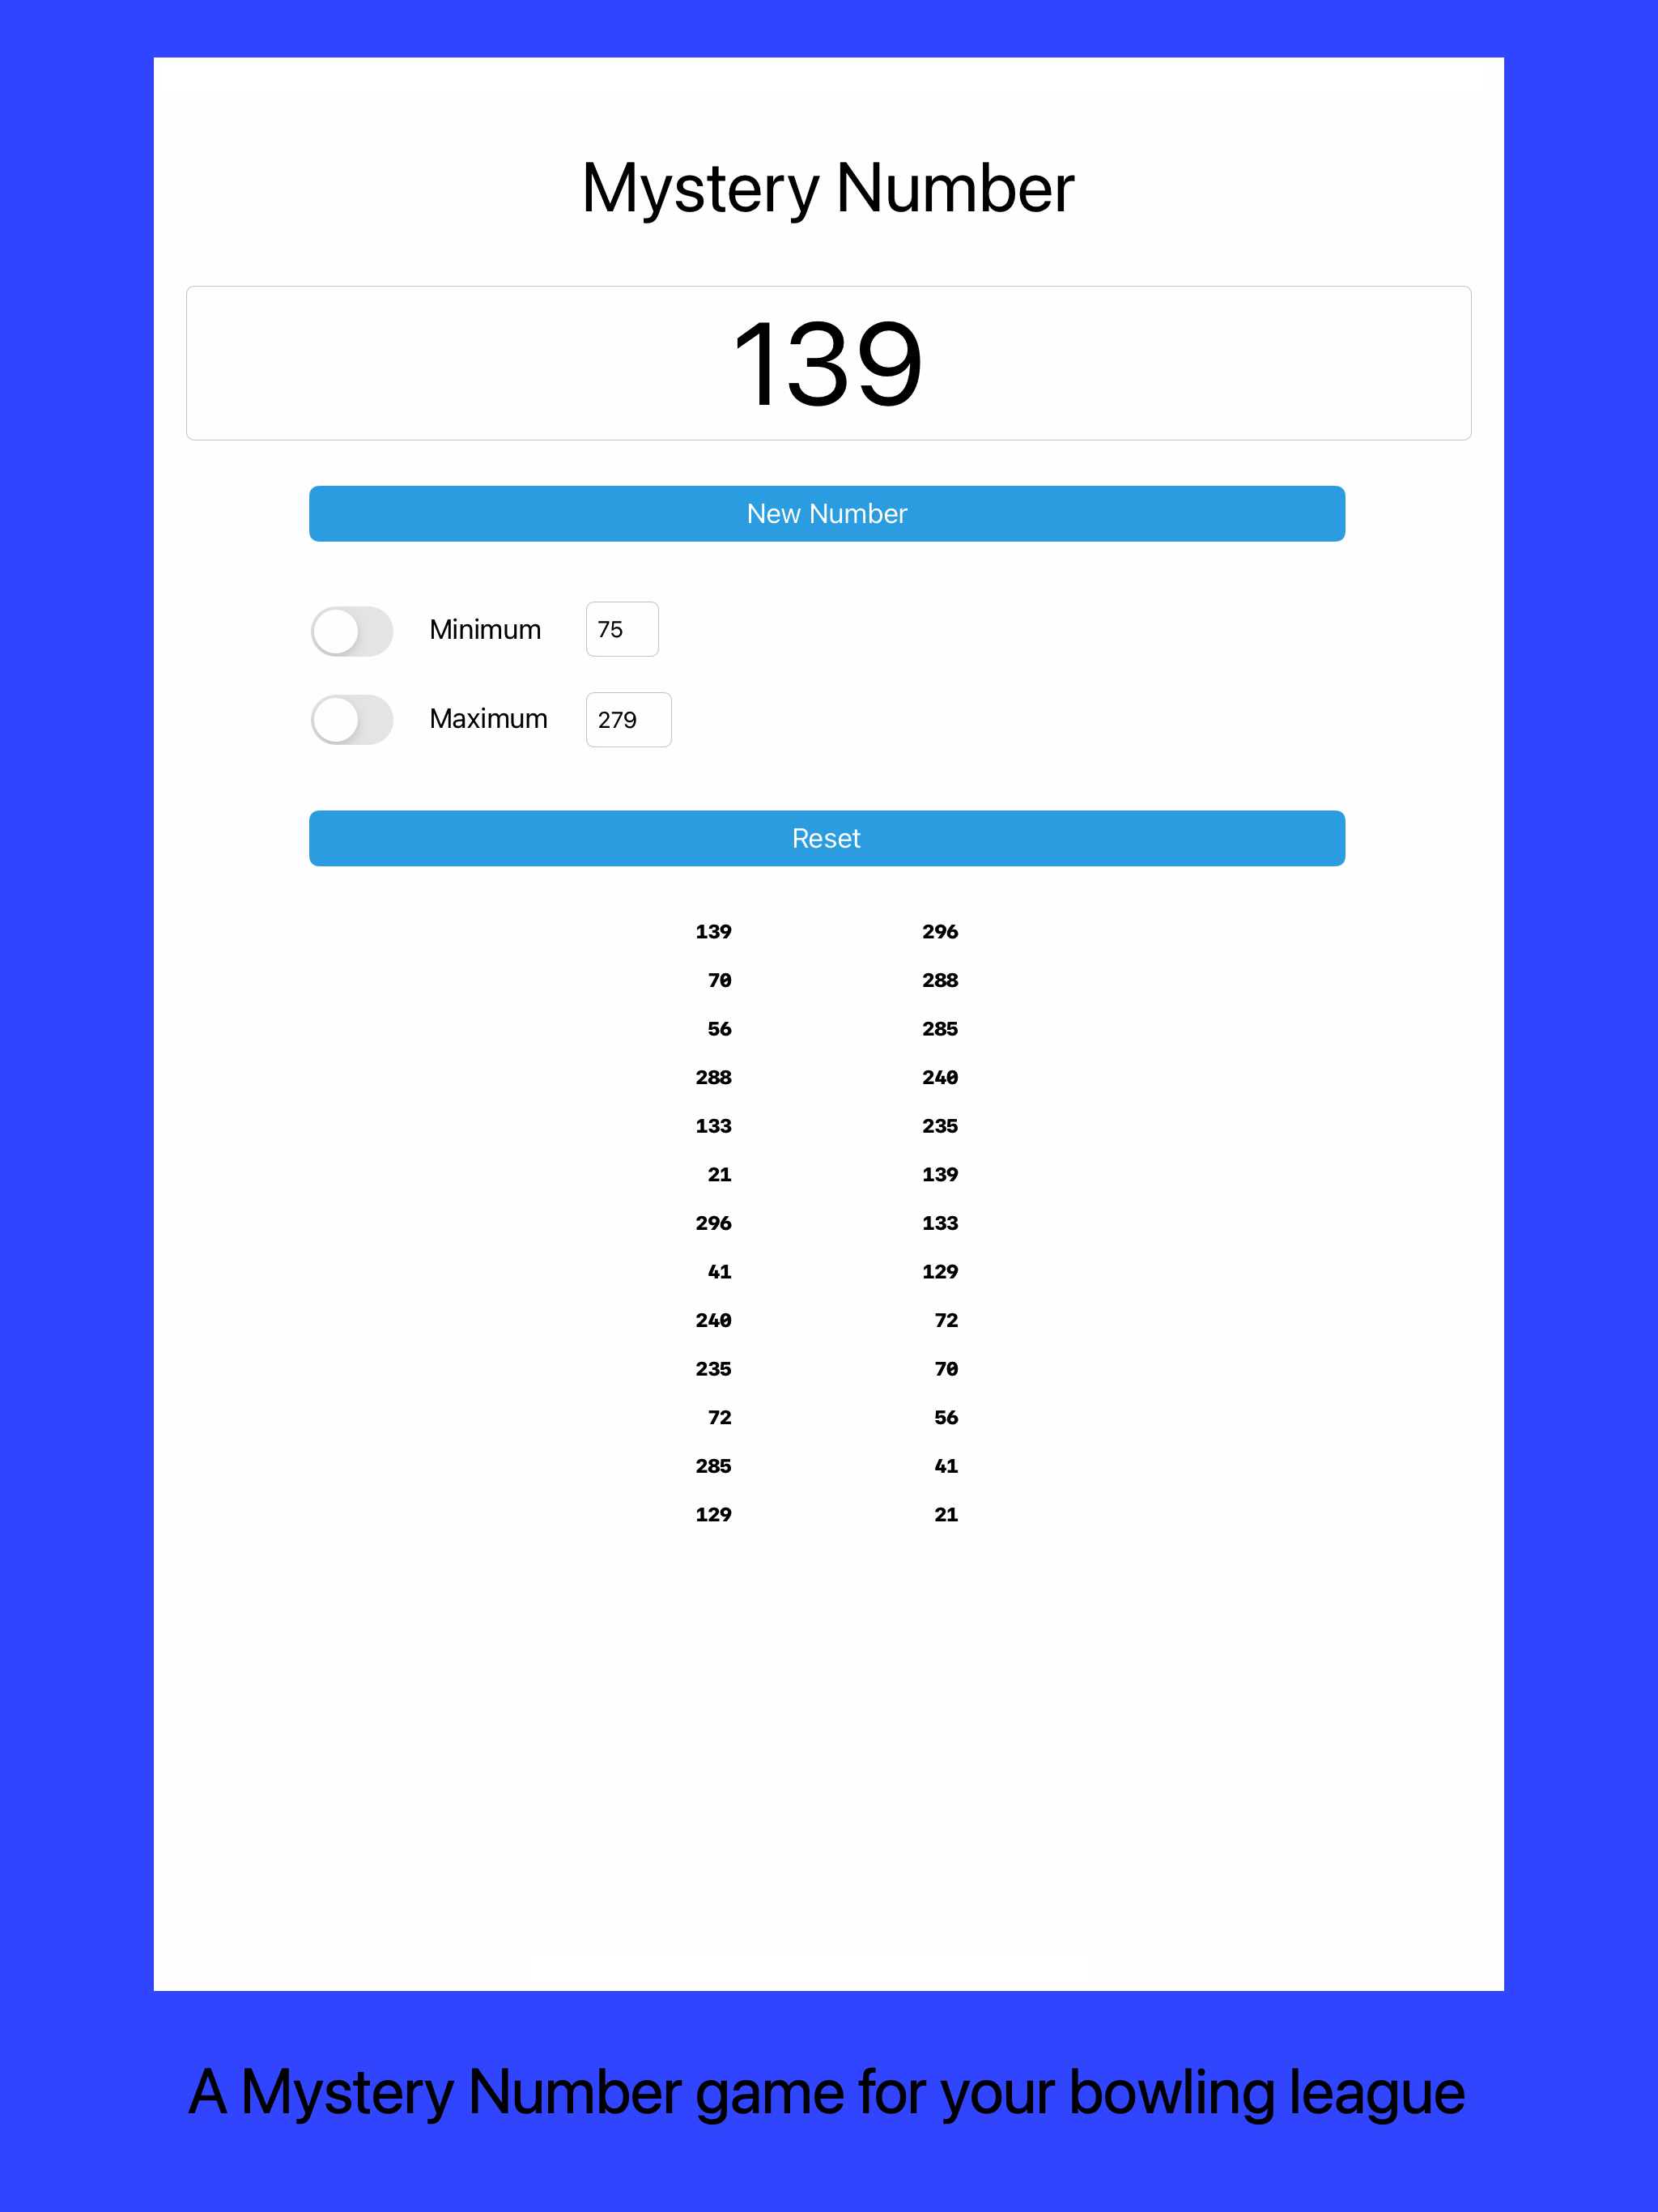 Mystery Number
139
New Number
Minimum 75
Maximum 279
Reset
139 296
70 288
56 285
288 240
133 235
21 139
296 133
41 129
240 72
235 70
72 56
285 41
129 21
A Mystery Number game for your bowling league